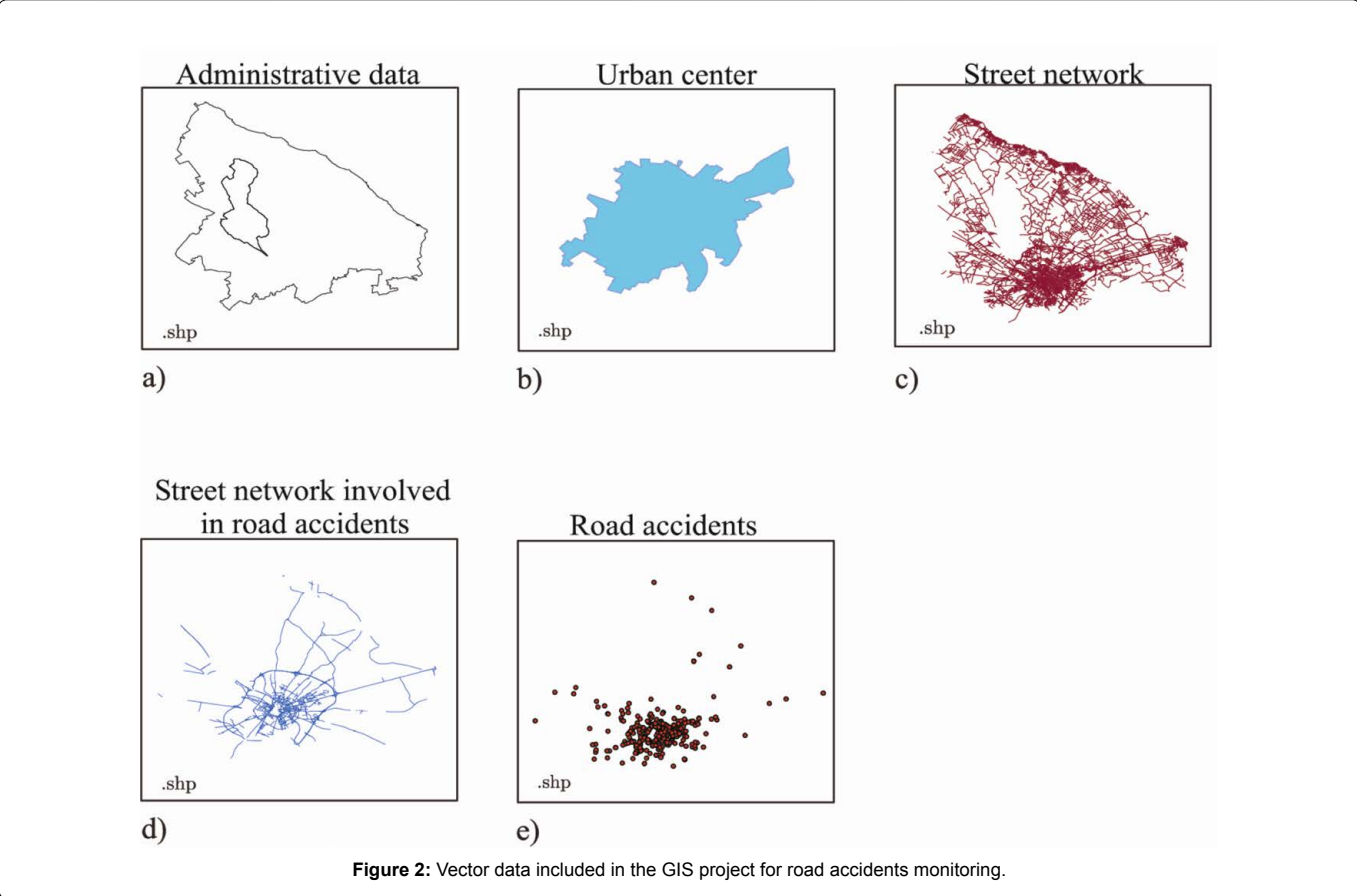 Administrative data
.shp
a)
Urban center
.shp
b)
Street network
.shp
c)
Street network involved
in road accidents
.shp
d)
Road accidents
.shp
e)
Figure 2: Vector data included in the GIS project for road accidents monitoring.